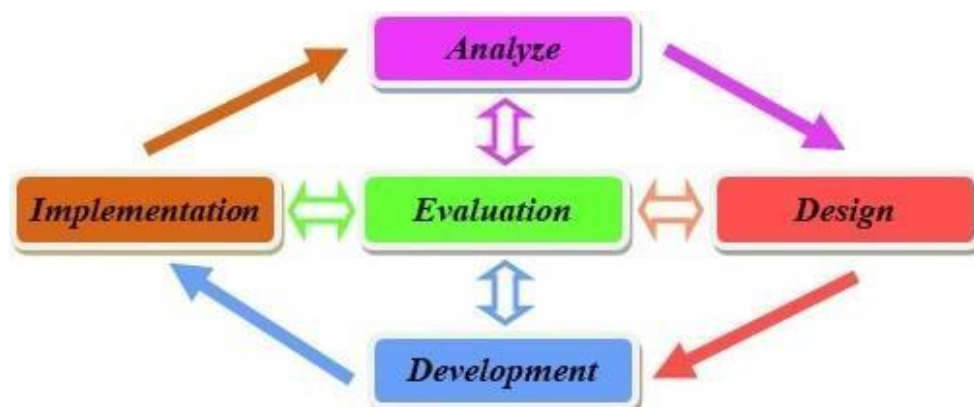 Analyze
Implementation
Evaluation
Design
Development